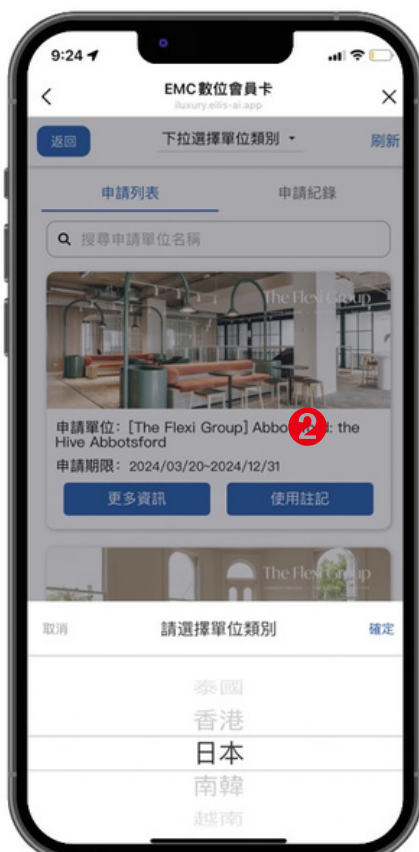 9:24
EMC數位會員卡
iluxury.eilis-ai.app
返回
下拉選擇單位類別
刷新
申請列表
申請紀錄
搜尋申請單位名稱
The Flexi Group
申請單位：[The Flexi Group] Abbo 2 : the
Hive Abbotsford
申請期限：2024/03/20~2024/12/31
更多資訊
使用註記
The Flexi Group
取消
請選擇單位類別
確定
泰國
香港
日本
南韓
越南